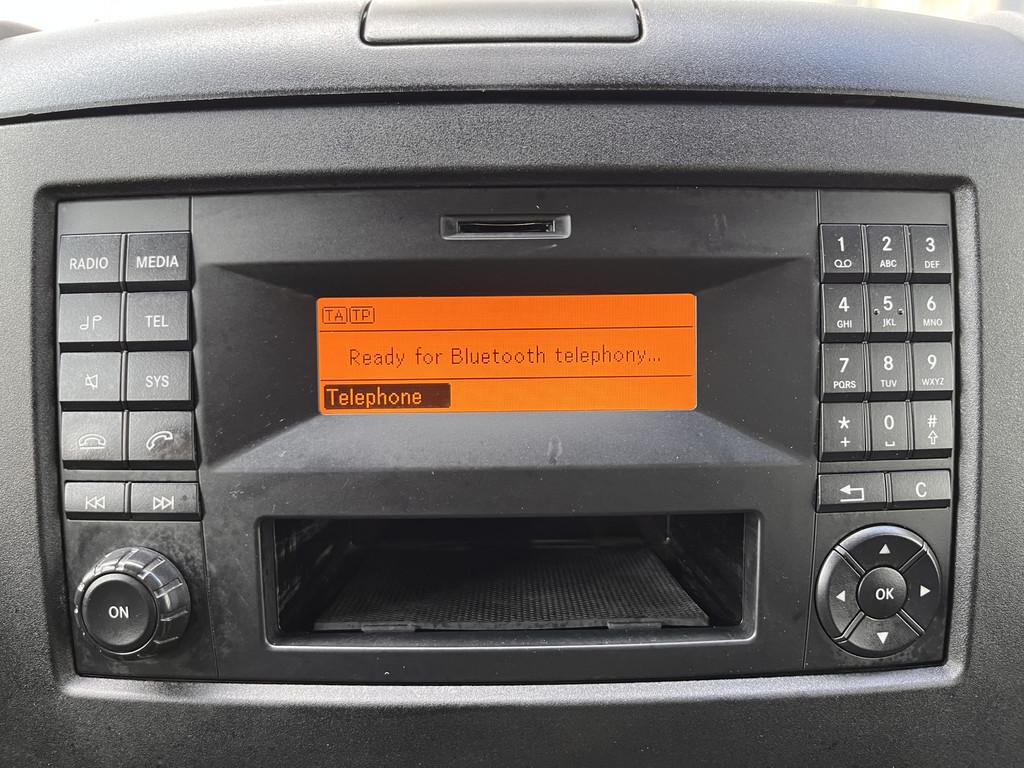 RADIO MEDIA
TEL
SYS
TA TP
Ready for Bluetooth telephony...
Telephone
1 2 ABC 3 DEF
4 GHI 5 JKL 6 MNO
7 PQRS 8 TUV 9 WXYZ
* + 0 #
C
ON
OK